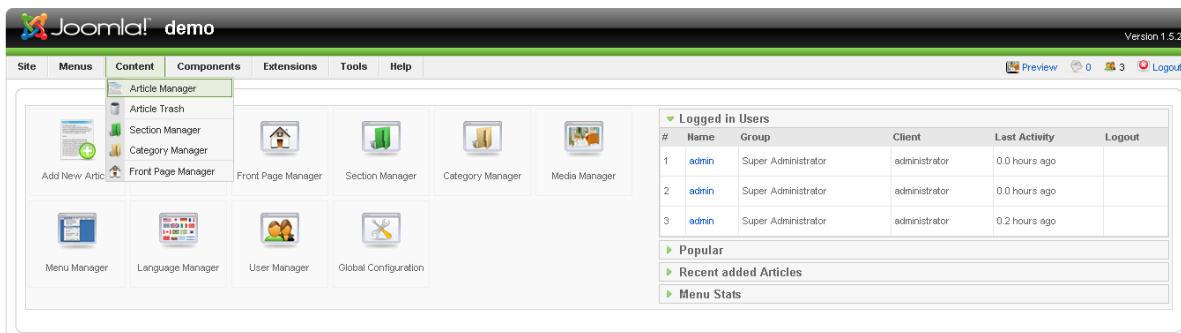 Joomla! demo
Version 1.5.2
Site Menus Content Components Extensions Tools Help Preview 0 3 Logout
Article Manager
Article Trash
Section Manager
Category Manager
Front Page Manager
Add New Artic Front Page Manager Section Manager Category Manager Media Manager
Menu Manager Language Manager User Manager Global Configuration
Logged in Users
# Name Group Client Last Activity Logout
1 admin Super Administrator administrator 0.0 hours ago
2 admin Super Administrator administrator 0.0 hours ago
3 admin Super Administrator administrator 0.2 hours ago
Popular
Recent added Articles
Menu Stats